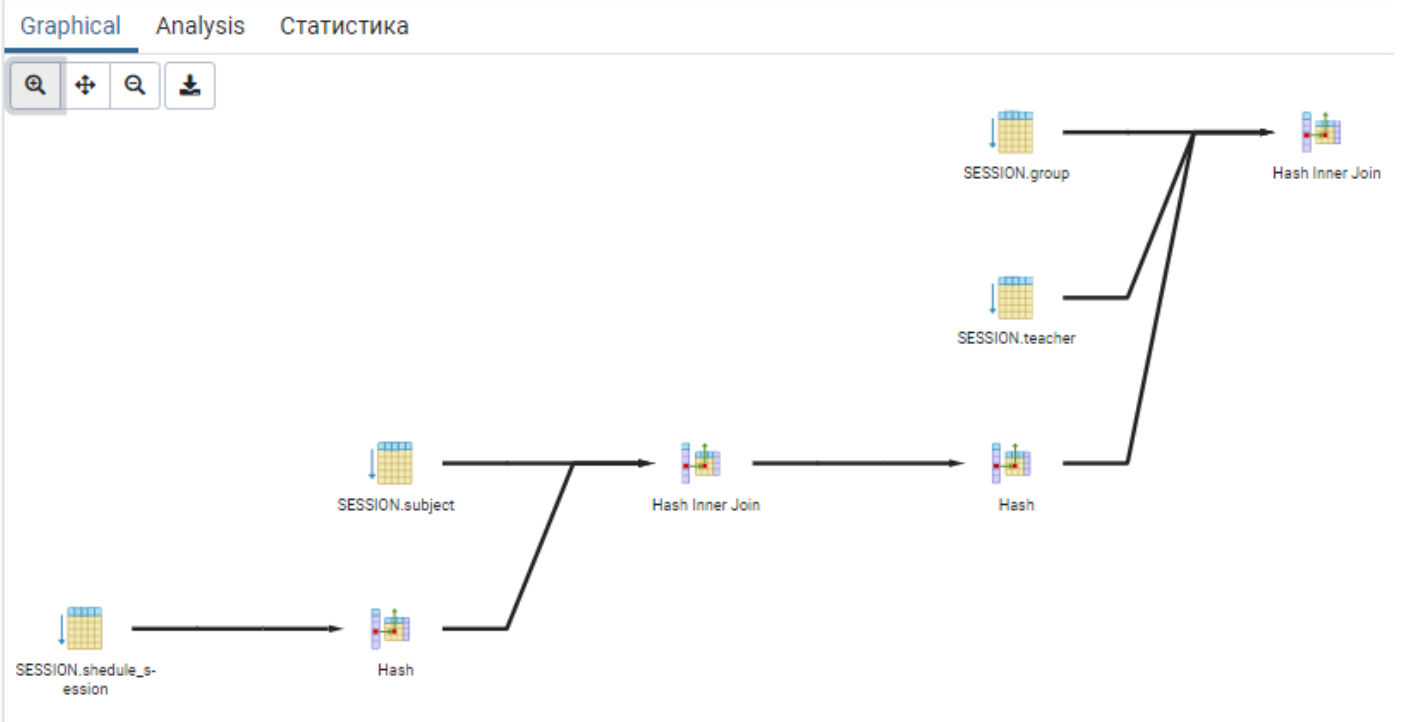 Graphical Analysis Статистика
SESSION.group
Hash Inner Join
SESSION.teacher
SESSION.subject
Hash Inner Join
Hash
SESSION.shedule_s-
ession
Hash